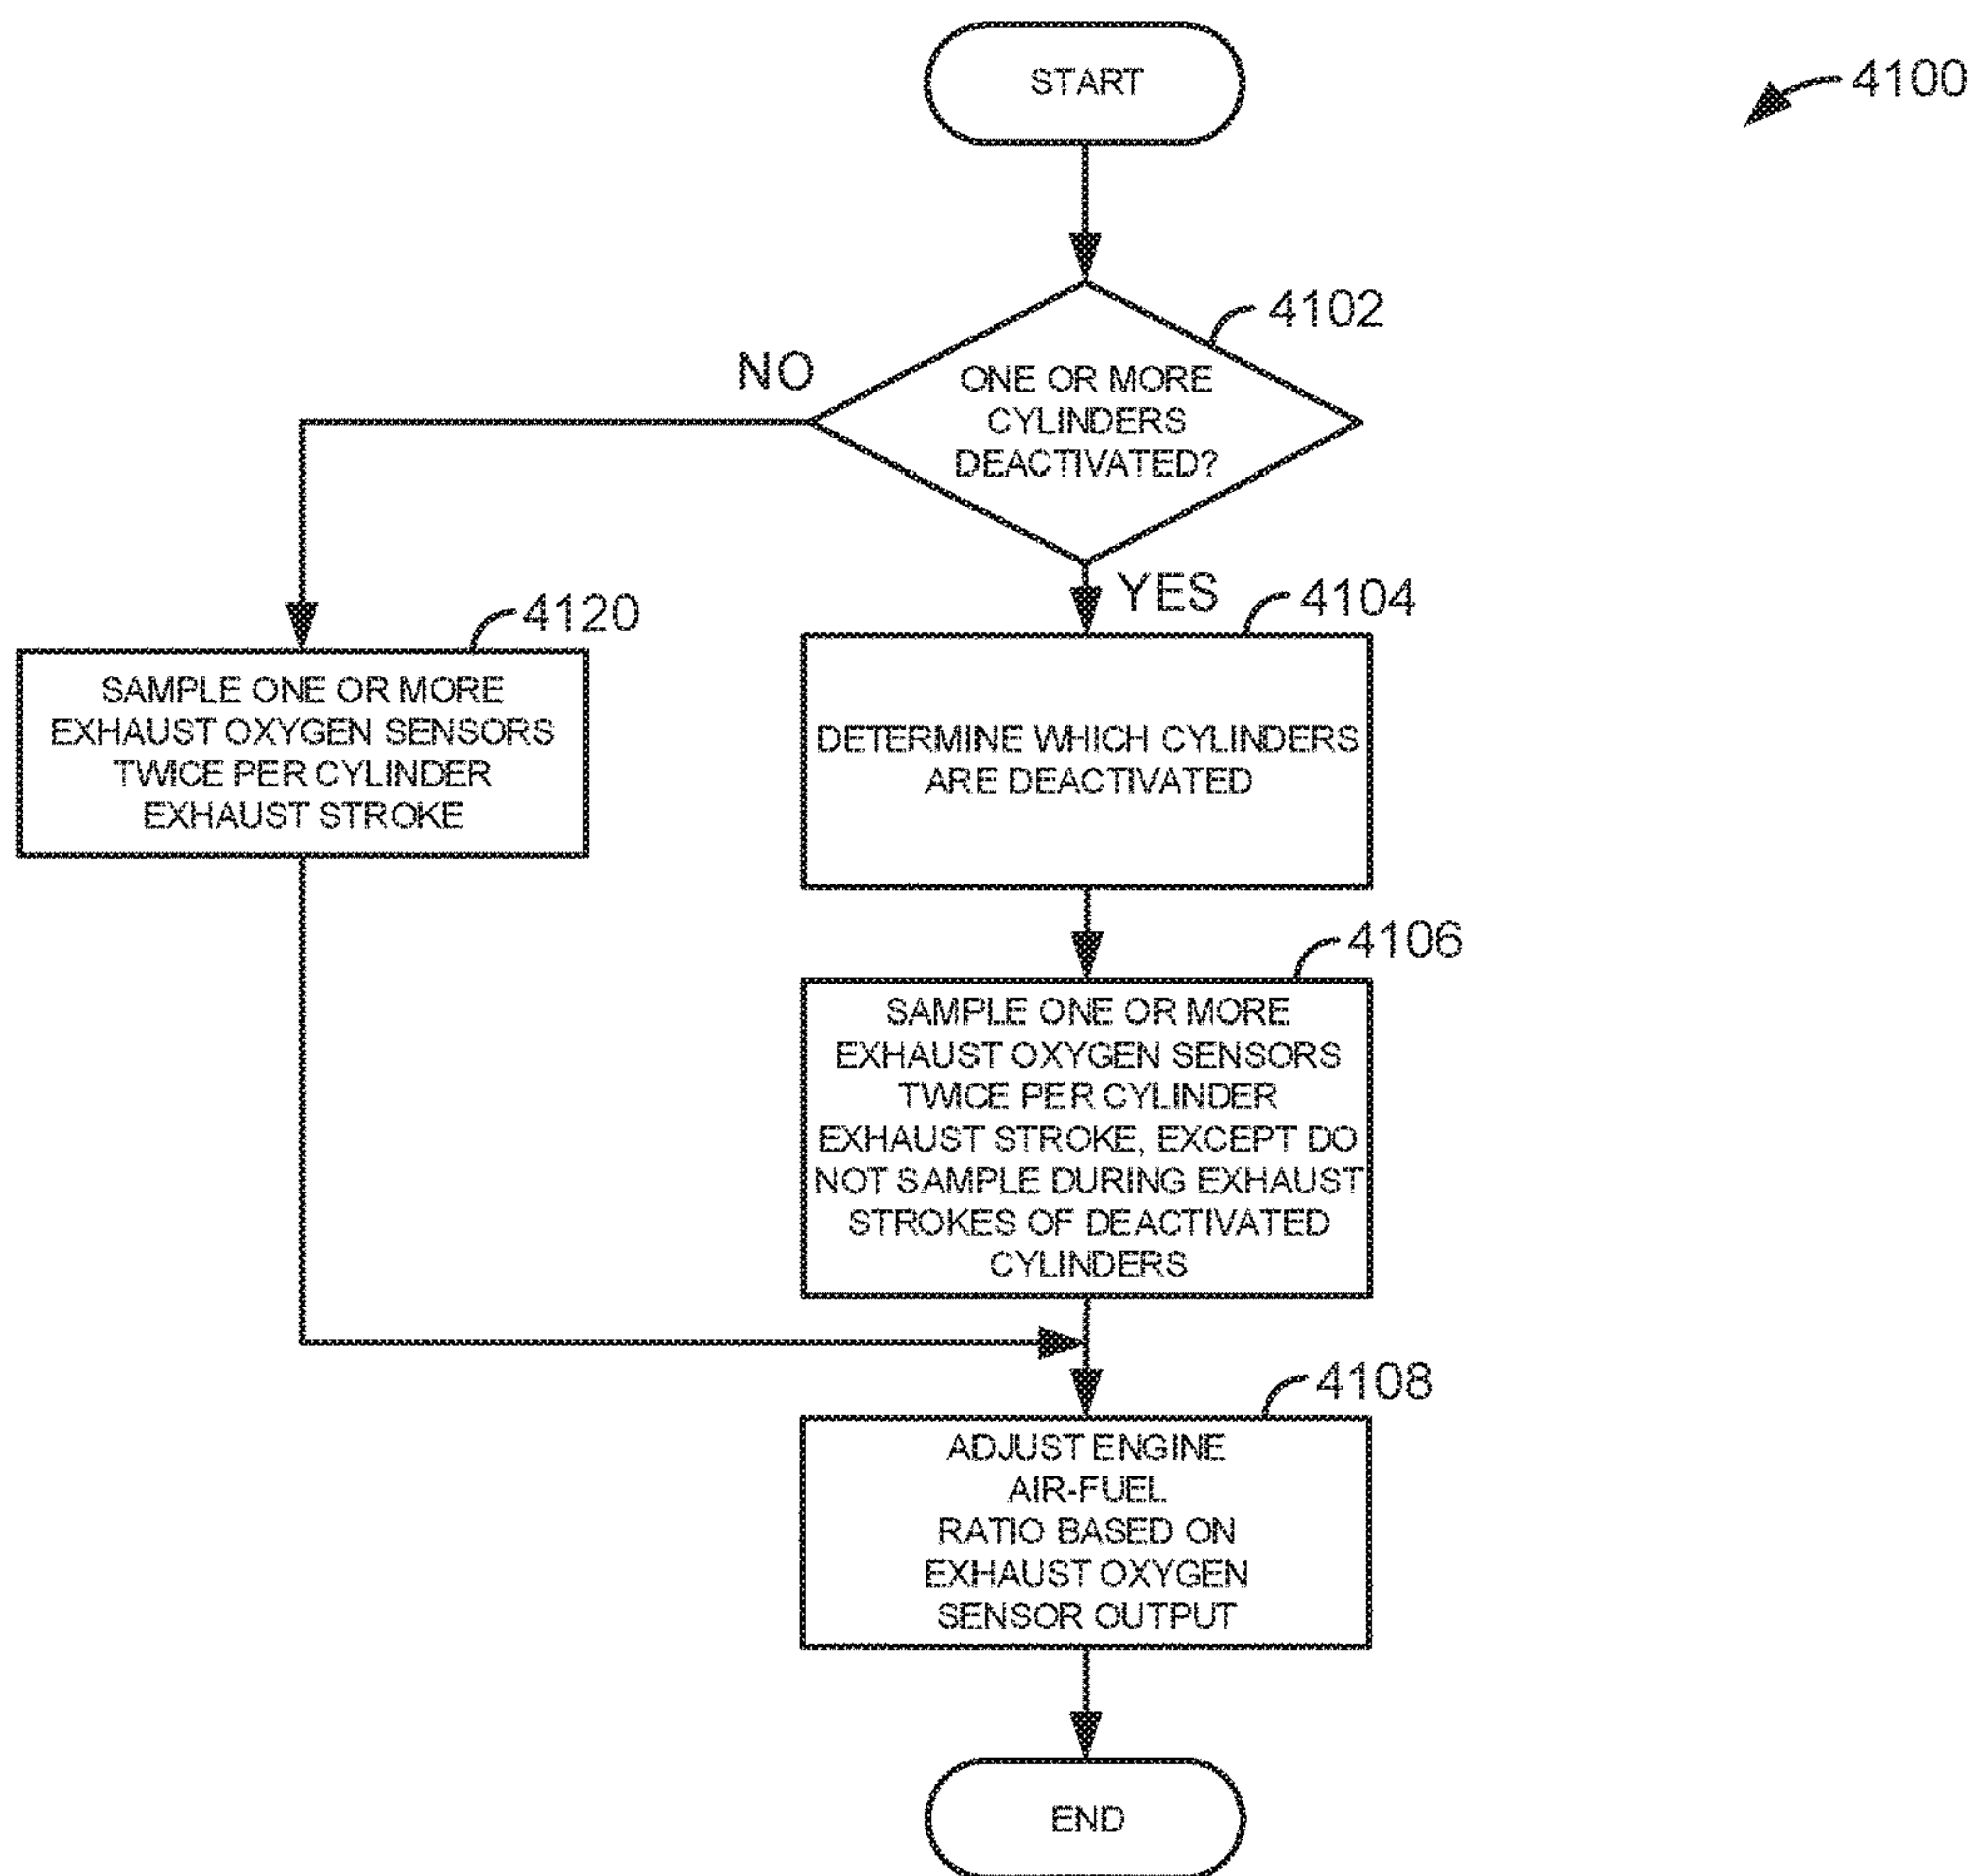 START
4100
4102
ONE OR MORE
CYLINDERS
DEACTIVATED?
NO
YES
4120
SAMPLE ONE OR MORE
EXHAUST OXYGEN SENSORS
TWICE PER CYLINDER
EXHAUST STROKE
4104
DETERMINE WHICH CYLINDERS
ARE DEACTIVATED
4106
SAMPLE ONE OR MORE
EXHAUST OXYGEN SENSORS
TWICE PER CYLINDER
EXHAUST STROKE, EXCEPT DO
NOT SAMPLE DURING EXHAUST
STROKES OF DEACTIVATED
CYLINDERS
4108
ADJUST ENGINE
AIR-FUEL
RATIO BASED ON
EXHAUST OXYGEN
SENSOR OUTPUT
END